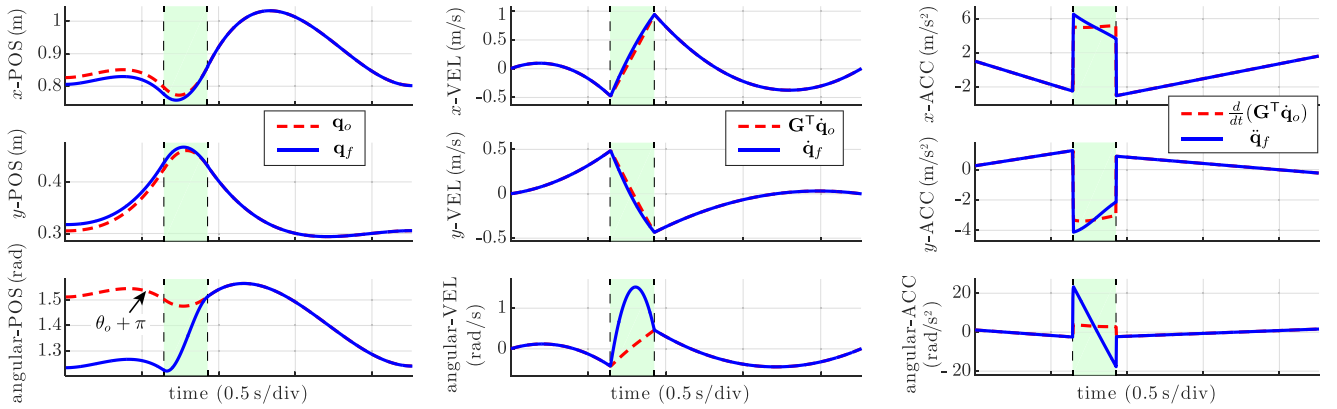 x-POS (m)
1
0.9
0.8
q_o
q_f
y-POS (m)
0.4
0.3
angular-POS (rad)
1.5
1.4
1.3
θ_o + π
time (0.5 s/div)
x-VEL (m/s)
1
0.5
0
-0.5
G^T q̇_o
q̇_f
y-VEL (m/s)
0.5
0
-0.5
angular-VEL
(rad/s)
1
0
time (0.5 s/div)
x-ACC (m/s²)
6
2
-2
d/dt(G^T q̇_o)
q̈_f
y-ACC (m/s²)
0
-2
-4
angular-ACC
(rad/s²)
20
0
-20
time (0.5 s/div)